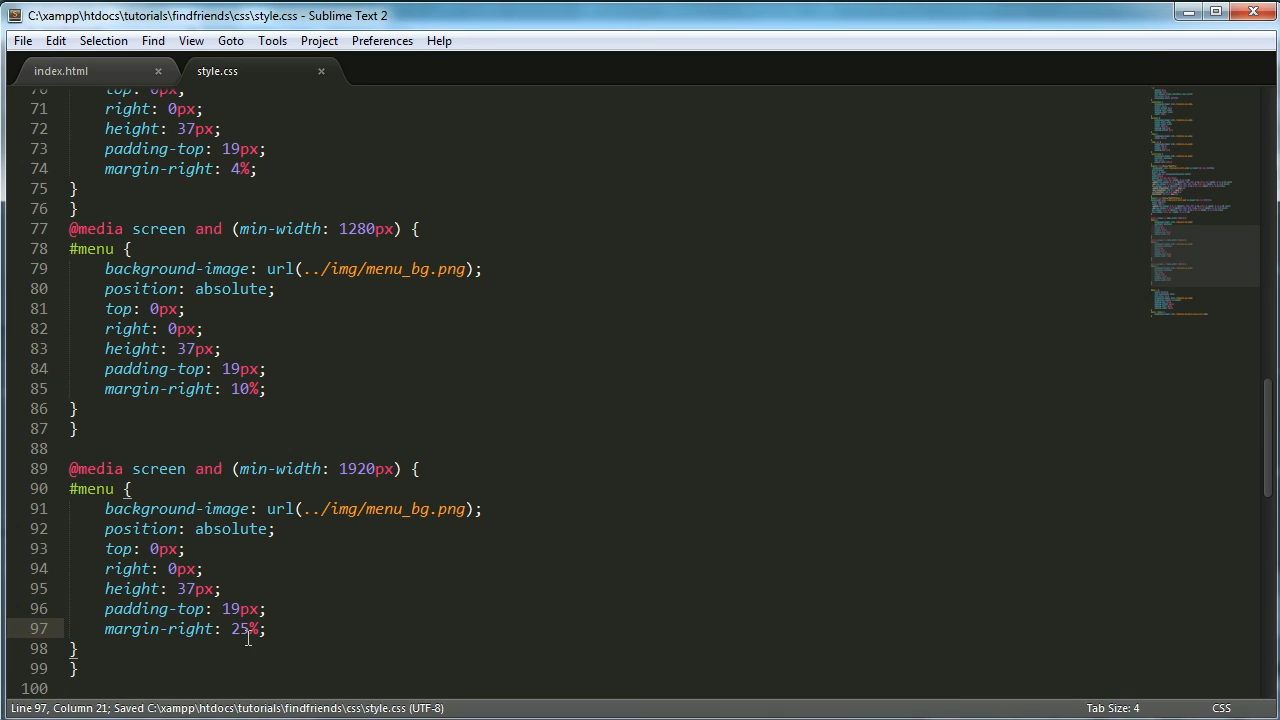 C:\xampp\htdocs\tutorials\findfriends\css\style.css - Sublime Text 2
File Edit Selection Find View Goto Tools Project Preferences Help
index.html × style.css ×
70 top: 0px;
71 right: 0px;
72 height: 37px;
73 padding-top: 19px;
74 margin-right: 4%;
75 }
76 }
77 @media screen and (min-width: 1280px) {
78 #menu {
79 background-image: url(../img/menu_bg.png);
80 position: absolute;
81 top: 0px;
82 right: 0px;
83 height: 37px;
84 padding-top: 19px;
85 margin-right: 10%;
86 }
87 }
88
89 @media screen and (min-width: 1920px) {
90 #menu {
91 background-image: url(../img/menu_bg.png);
92 position: absolute;
93 top: 0px;
94 right: 0px;
95 height: 37px;
96 padding-top: 19px;
97 margin-right: 25%;
98 }
99 }
100
Line 97, Column 21; Saved C:\xampp\htdocs\tutorials\findfriends\css\style.css (UTF-8) Tab Size: 4 CSS